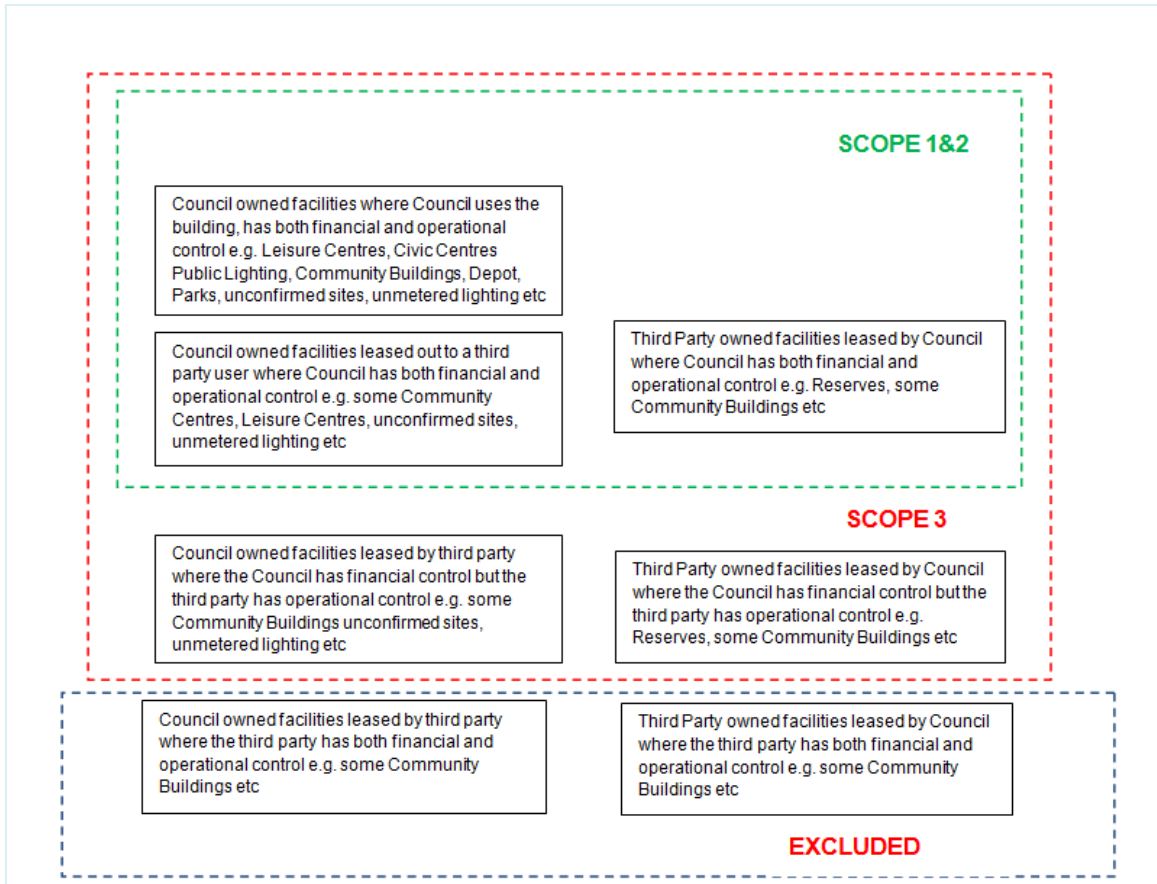 SCOPE 1&2
Council owned facilities where Council uses the
building, has both financial and operational
control e.g. Leisure Centres, Civic Centres
Public Lighting, Community Buildings, Depot,
Parks, unconfirmed sites, unmetered lighting etc
Council owned facilities leased out to a third
party user where Council has both financial and
operational control e.g. some Community
Centres, Leisure Centres, unconfirmed sites,
unmetered lighting etc
Third Party owned facilities leased by Council
where Council has both financial and
operational control e.g. Reserves, some
Community Buildings etc
SCOPE 3
Council owned facilities leased by third party
where the Council has financial control but the
third party has operational control e.g. some
Community Buildings unconfirmed sites,
unmetered lighting etc
Third Party owned facilities leased by Council
where the Council has financial control but the
third party has operational control e.g.
Reserves, some Community Buildings etc
Council owned facilities leased by third party
where the third party has both financial and
operational control e.g. some Community
Buildings etc
Third Party owned facilities leased by Council
where the third party has both financial and
operational control e.g. some Community
Buildings etc
EXCLUDED